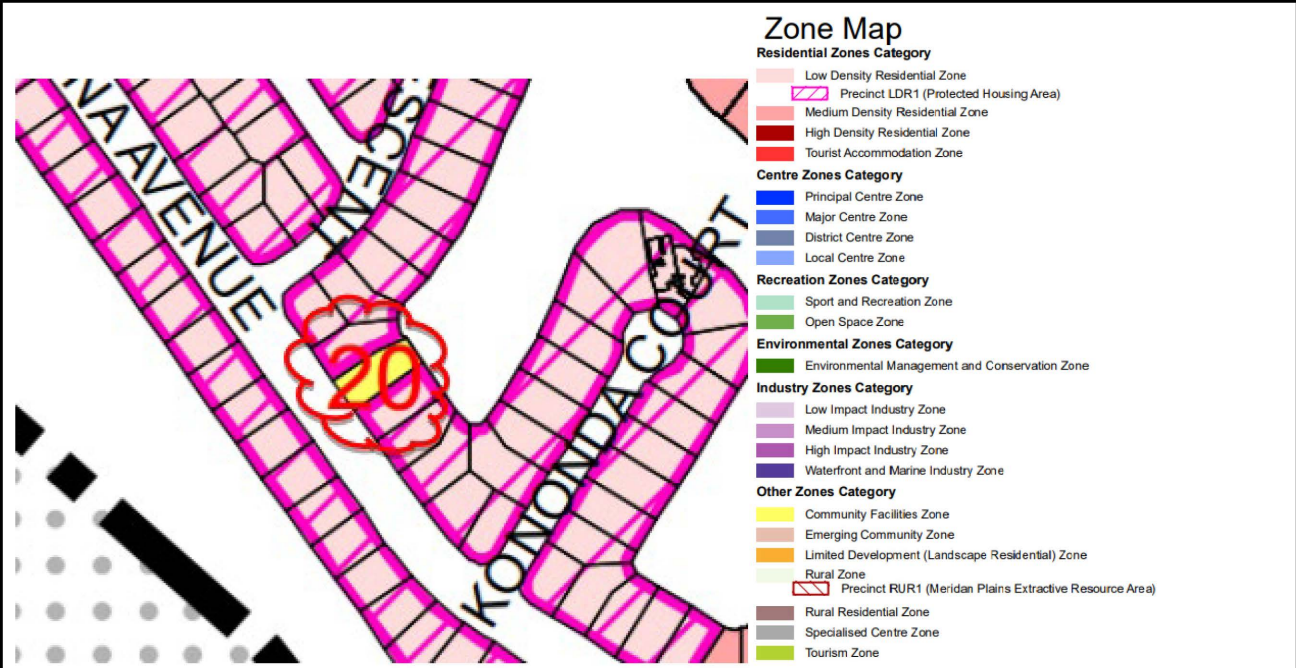 NA AVENUE
20
KONONDA COURT
Zone Map
Residential Zones Category
Low Density Residential Zone
Precinct LDR1 (Protected Housing Area)
Medium Density Residential Zone
High Density Residential Zone
Tourist Accommodation Zone
Centre Zones Category
Principal Centre Zone
Major Centre Zone
District Centre Zone
Local Centre Zone
Recreation Zones Category
Sport and Recreation Zone
Open Space Zone
Environmental Zones Category
Environmental Management and Conservation Zone
Industry Zones Category
Low Impact Industry Zone
Medium Impact Industry Zone
High Impact Industry Zone
Waterfront and Marine Industry Zone
Other Zones Category
Community Facilities Zone
Emerging Community Zone
Limited Development (Landscape Residential) Zone
Rural Zone
Precinct RUR1 (Meridan Plains Extractive Resource Area)
Rural Residential Zone
Specialised Centre Zone
Tourism Zone